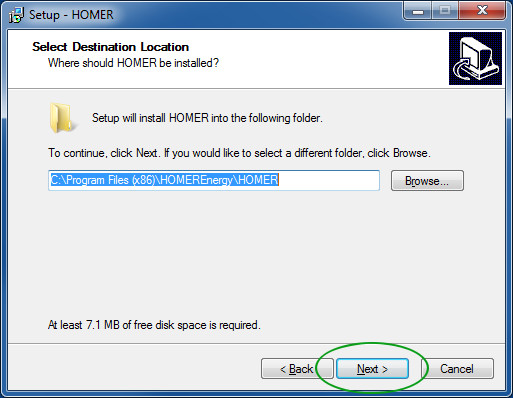 Setup - HOMER
Select Destination Location
Where should HOMER be installed?
Setup will install HOMER into the following folder.
To continue, click Next. If you would like to select a different folder, click Browse.
C:\Program Files (x86)\HOMEREnergy\HOMER
Browse...
At least 7.1 MB of free disk space is required.
< Back
Next >
Cancel